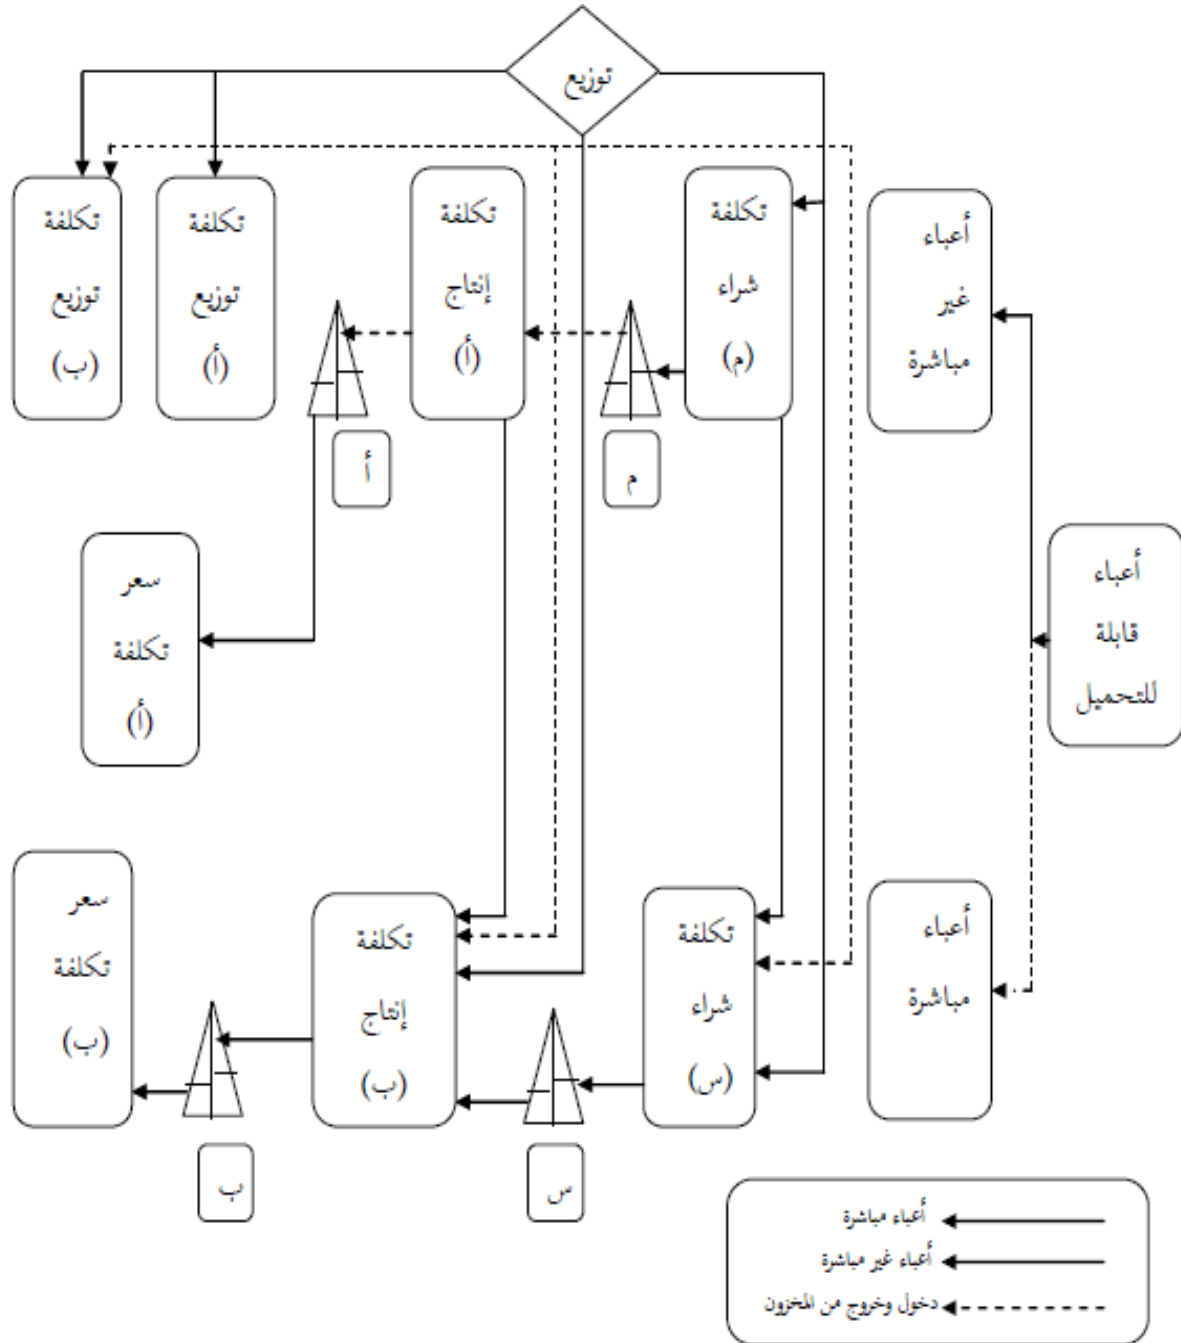 توزيع
أعباء
غير
مباشرة
تكلفة
شراء
(م)
تكلفة
إنتاج
(أ)
تكلفة
توزيع
(أ)
تكلفة
توزيع
(ب)
م
أ
أعباء
قابلة
للتحميل
سعر
تكلفة
(أ)
أعباء
مباشرة
تكلفة
شراء
(س)
تكلفة
إنتاج
(ب)
سعر
تكلفة
(ب)
س
ب
أعباء مباشرة
أعباء غير مباشرة
دخول وخروج من المخزون